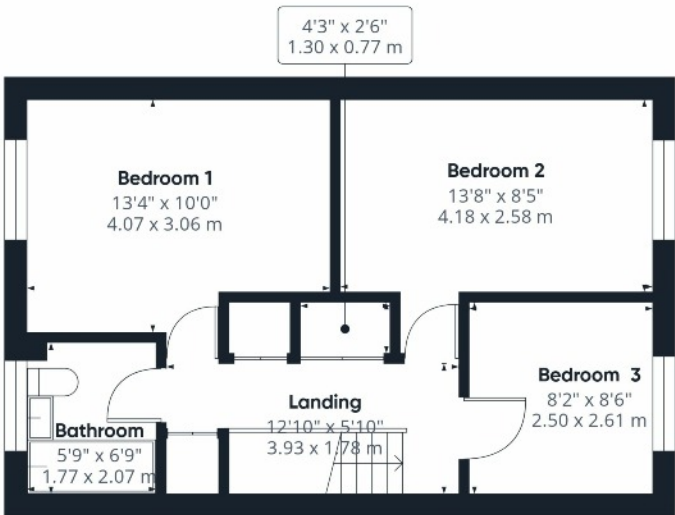 4'3" x 2'6"
1.30 x 0.77 m
Bedroom 1
13'4" x 10'0"
4.07 x 3.06 m
Bedroom 2
13'8" x 8'5"
4.18 x 2.58 m
Bedroom 3
8'2" x 8'6"
2.50 x 2.61 m
Landing
12'10" x 5'10"
3.93 x 1.78 m
Bathroom
5'9" x 6'9"
1.77 x 2.07 m